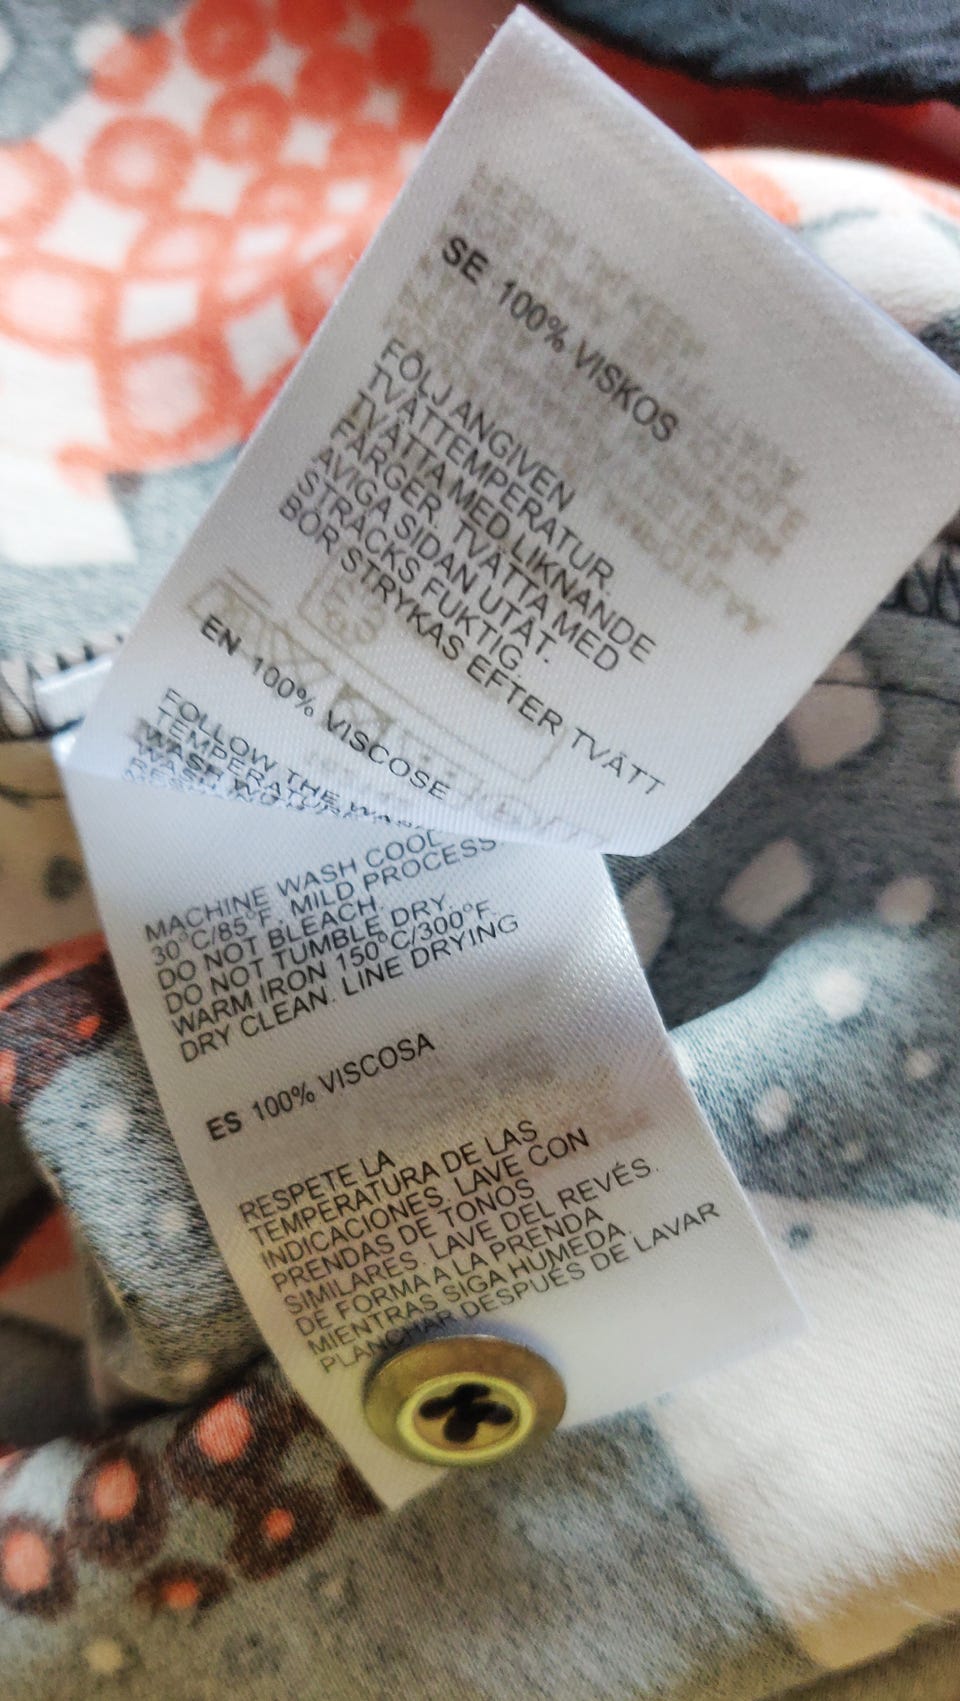 SE 100% VISKOS
FÖLJ ANGIVEN
TVÄTTEMPERATUR.
TVÄTTA MED LIKNANDE
FÄRGER. TVÄTTA MED
AVIGA SIDAN UTÅT.
STRÄCKS FUKTIG.
BÖR STRYKAS EFTER TVÄTT
EN 100% VISCOSE
FOLLOW THE WASH
TEMPERATURE
WASH
MACHINE WASH COOL
30°C/85°F. MILD PROCESS.
DO NOT BLEACH.
DO NOT TUMBLE DRY.
WARM IRON 150°C/300°F.
DRY CLEAN. LINE DRYING
ES 100% VISCOSA
RESPETE LA
TEMPERATURA DE LAS
INDICACIONES. LAVE CON
PRENDAS DE TONOS
SIMILARES. LAVE DEL REVÉS.
DE FORMA A LA PRENDA
MIENTRAS SIGA HUMEDA.
PLANCHAR DESPUÉS DE LAVAR